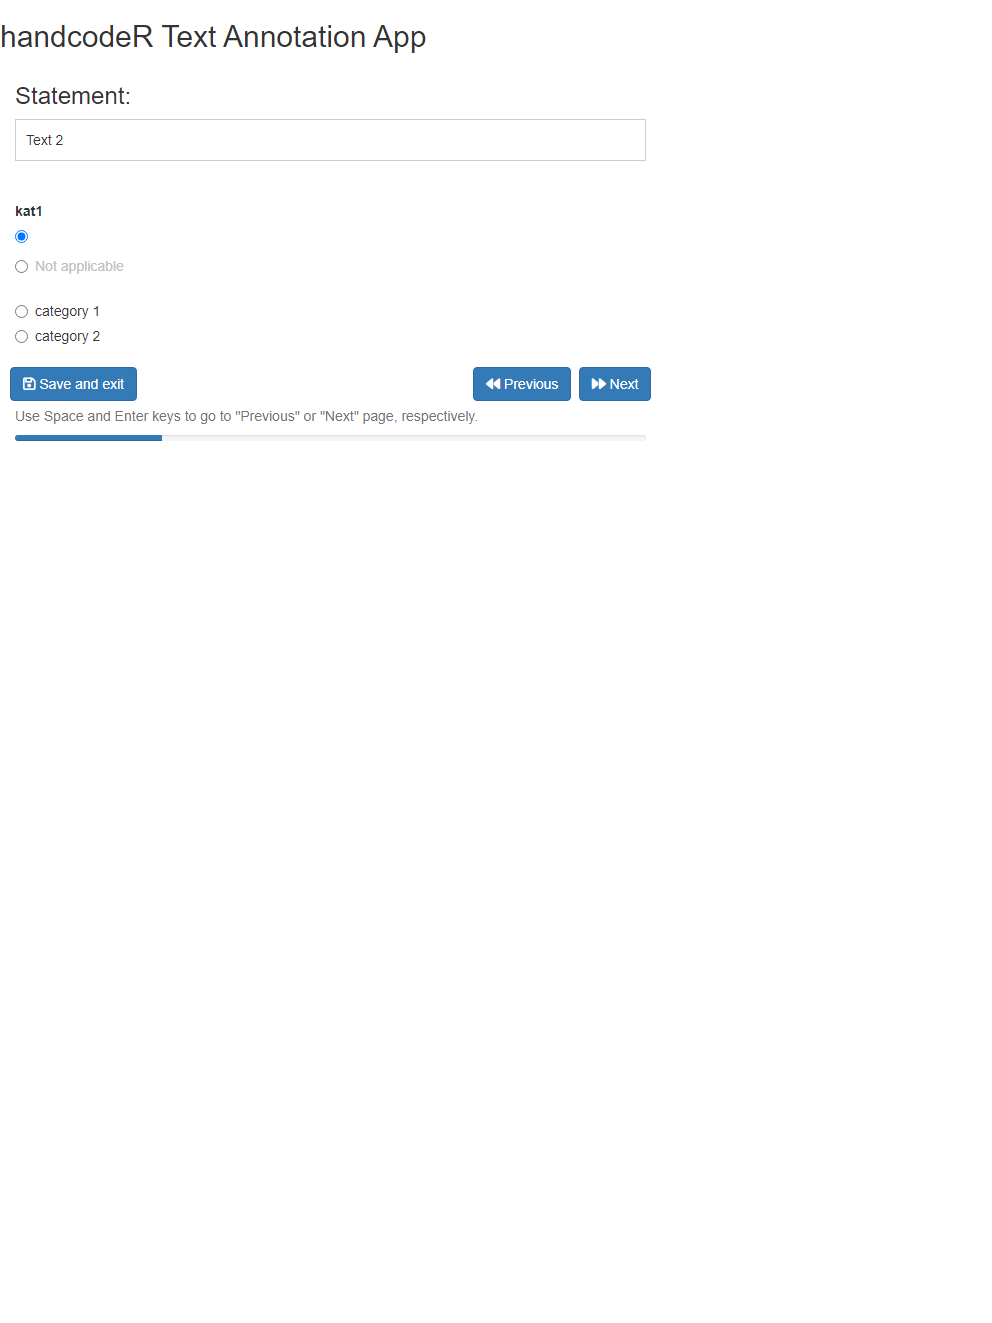 handcodeR Text Annotation App
Statement:
Text 2
kat1
Not applicable
category 1
category 2
Save and exit
Previous
Next
Use Space and Enter keys to go to "Previous" or "Next" page, respectively.